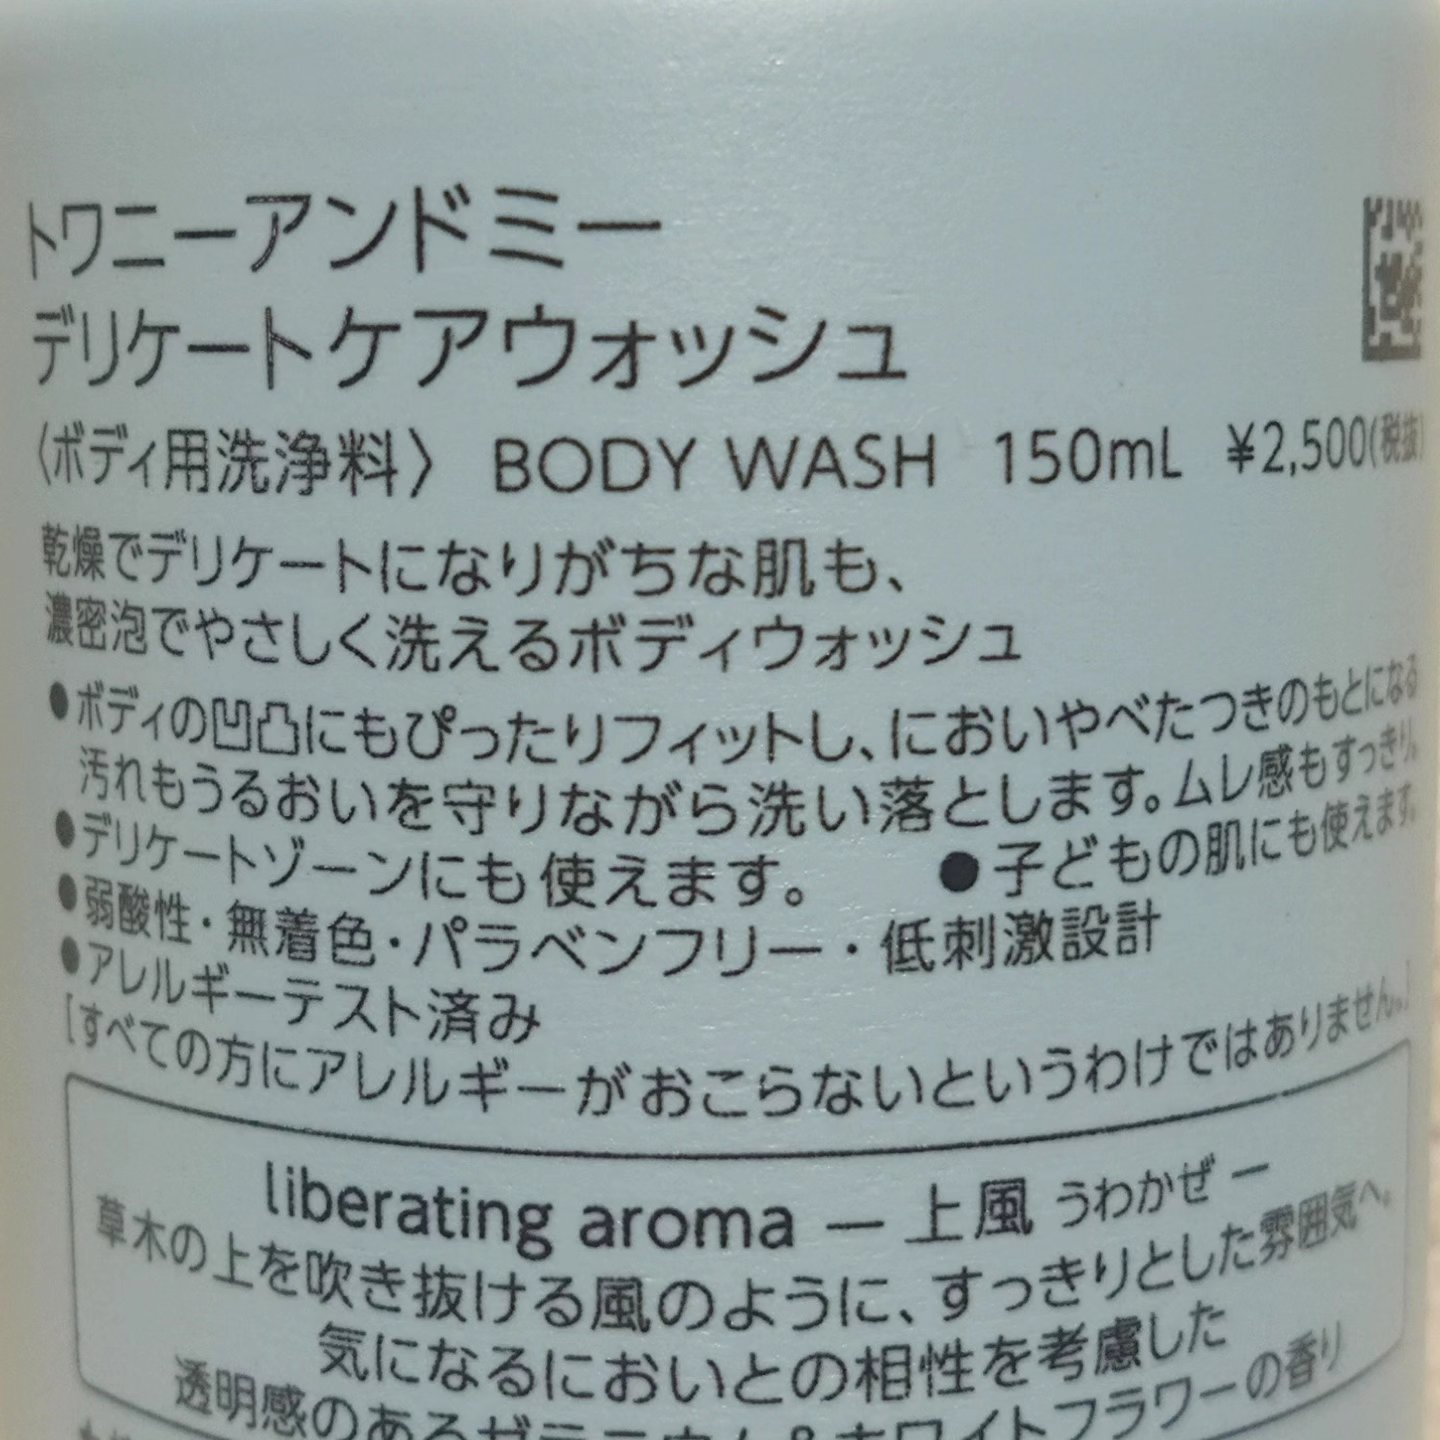 トワニーアンドミー
デリケートケアウォッシュ
〈ボディ用洗浄料〉 BODY WASH 150mL ¥2,500(税抜)
乾燥でデリケートになりがちな肌も、
濃密泡でやさしく洗えるボディウォッシュ
●ボディの凹凸にもぴったりフィットし、においやべたつきのもとになる
汚れもうるおいを守りながら洗い落とします。ムレ感もすっきり。
●デリケートゾーンにも使えます。 ●子どもの肌にも使えます。
●弱酸性・無着色・パラベンフリー・低刺激設計
●アレルギーテスト済み
[すべての方にアレルギーがおこらないというわけではありません。]
liberating aroma ー 上風 うわかぜ ー
草木の上を吹き抜ける風のように、すっきりとした雰囲気へ。
気になるにおいとの相性を考慮した
透明感のあるゼラニウム&ホワイトフラワーの香り